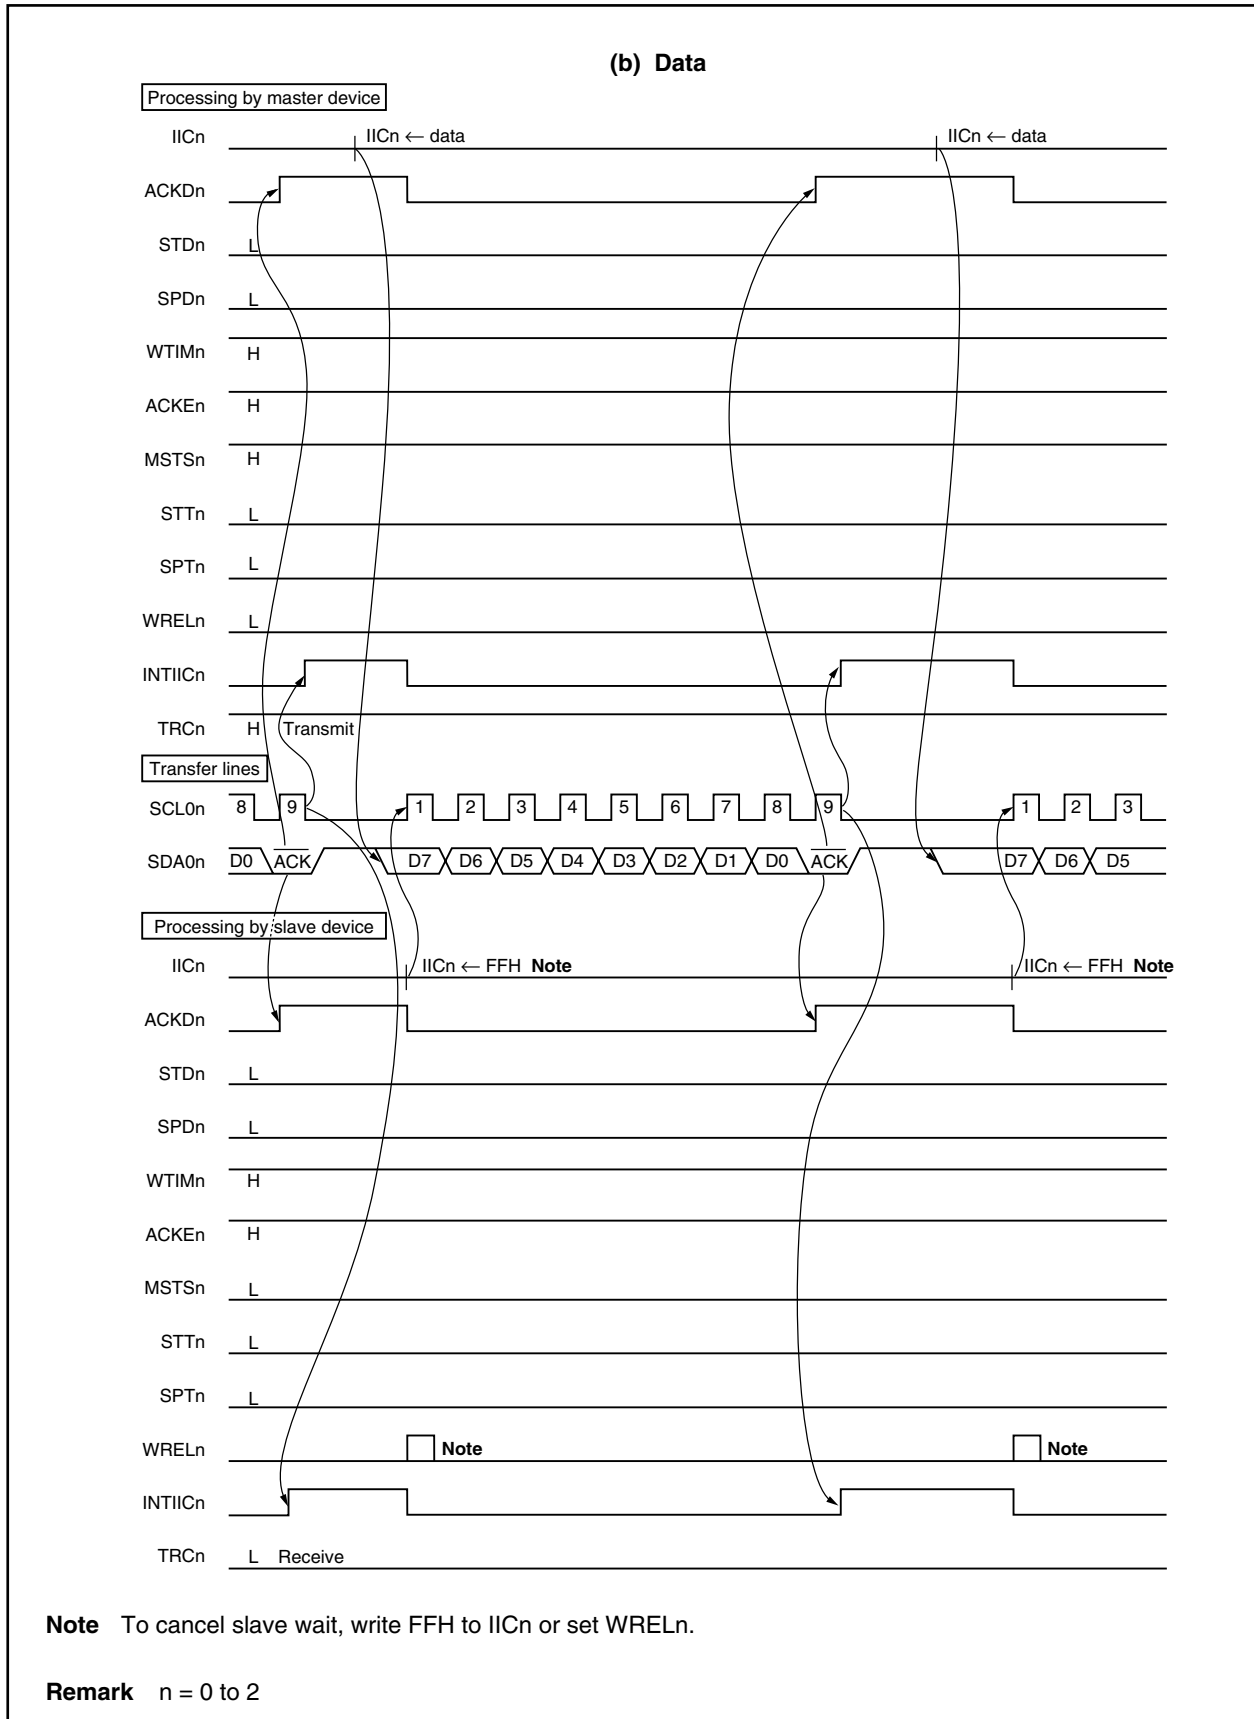 (b) Data
Processing by master device
IICn IICn ← data IICn ← data
ACKDn
STDn L
SPDn L
WTIMn H
ACKEn H
MSTSn H
STTn L
SPTn L
WRELn L
INTIICn
TRCn H Transmit
Transfer lines
SCL0n 8 9 1 2 3 4 5 6 7 8 9 1 2 3
SDA0n D0 ACK D7 D6 D5 D4 D3 D2 D1 D0 ACK D7 D6 D5
Processing by slave device
IICn IICn ← FFH Note IICn ← FFH Note
ACKDn
STDn L
SPDn L
WTIMn H
ACKEn H
MSTSn L
STTn L
SPTn L
WRELn Note Note
INTIICn
TRCn L Receive
Note To cancel slave wait, write FFH to IICn or set WRELn.
Remark n = 0 to 2